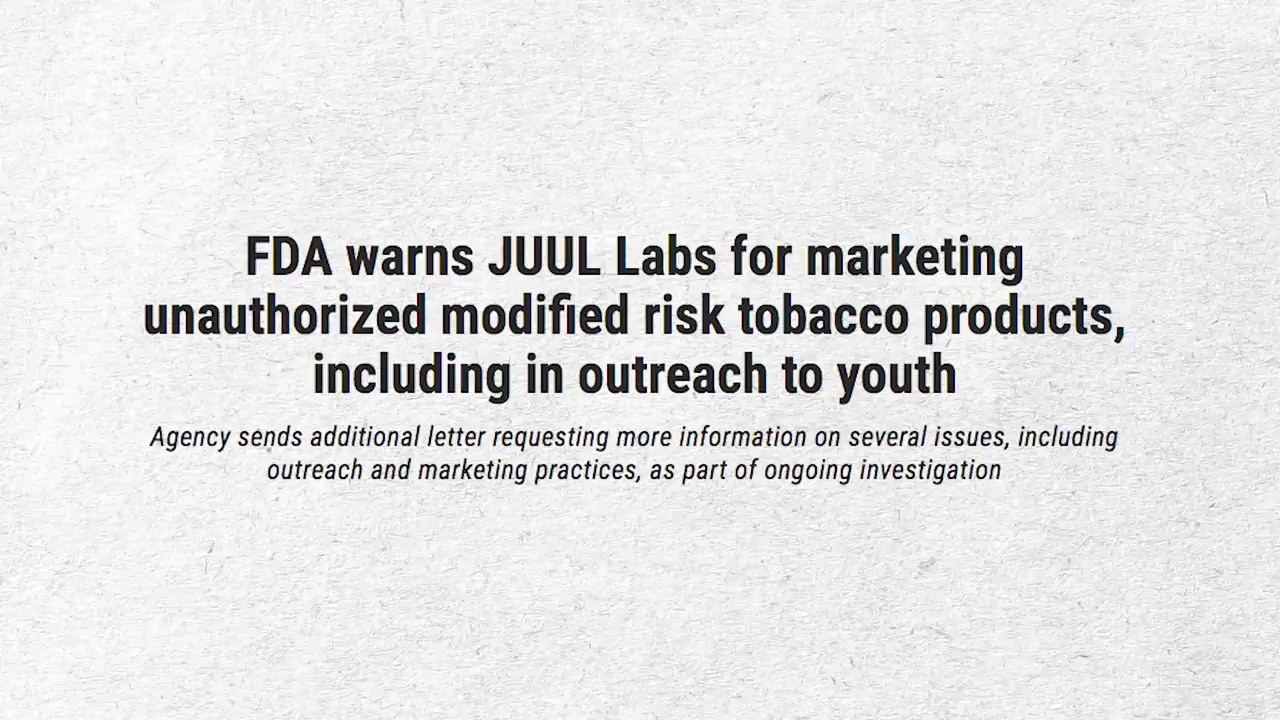 FDA warns JUUL Labs for marketing
unauthorized modified risk tobacco products,
including in outreach to youth
Agency sends additional letter requesting more information on several issues, including
outreach and marketing practices, as part of ongoing investigation